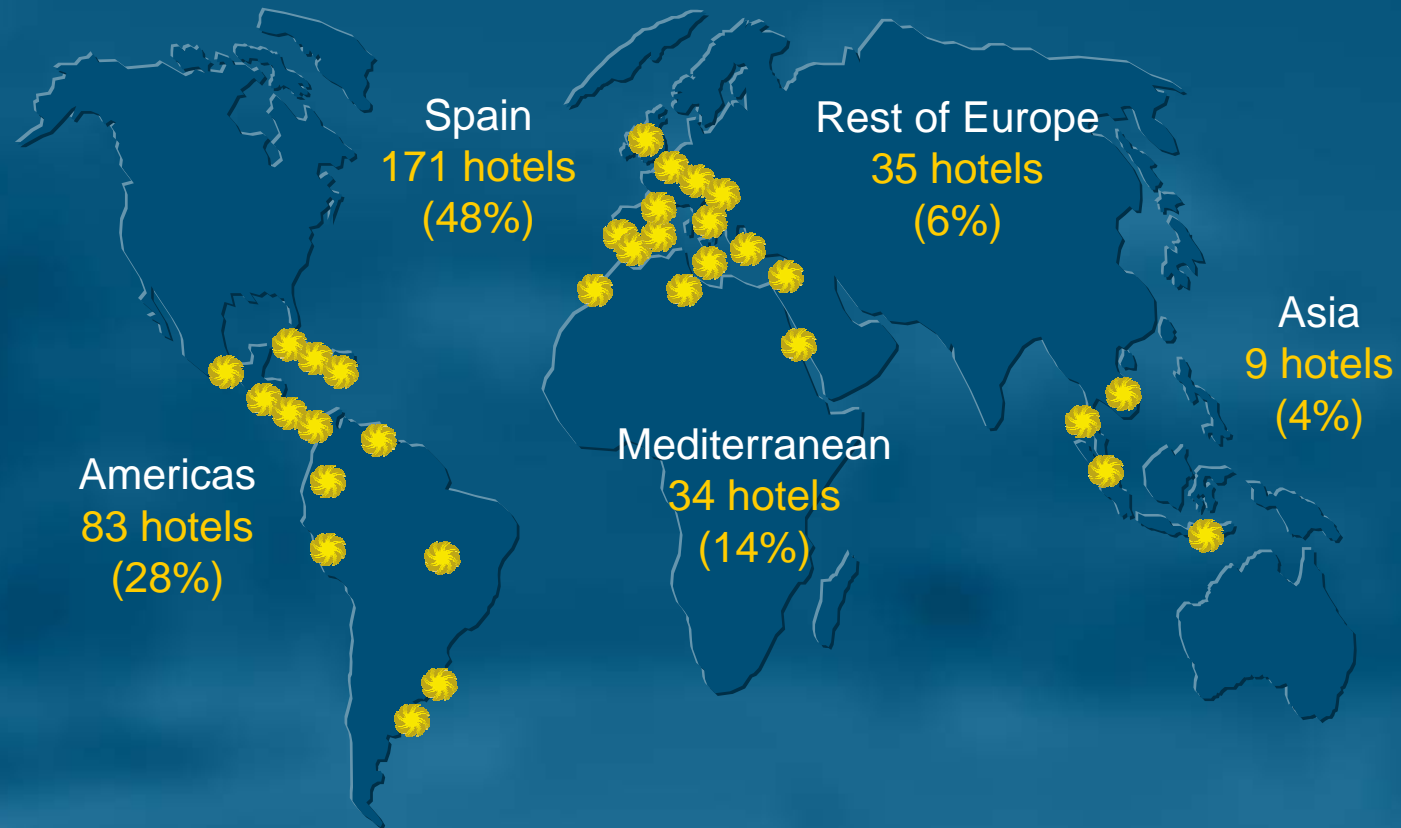 Spain
171 hotels
(48%)
Rest of Europe
35 hotels
(6%)
Asia
9 hotels
(4%)
Mediterranean
34 hotels
(14%)
Americas
83 hotels
(28%)